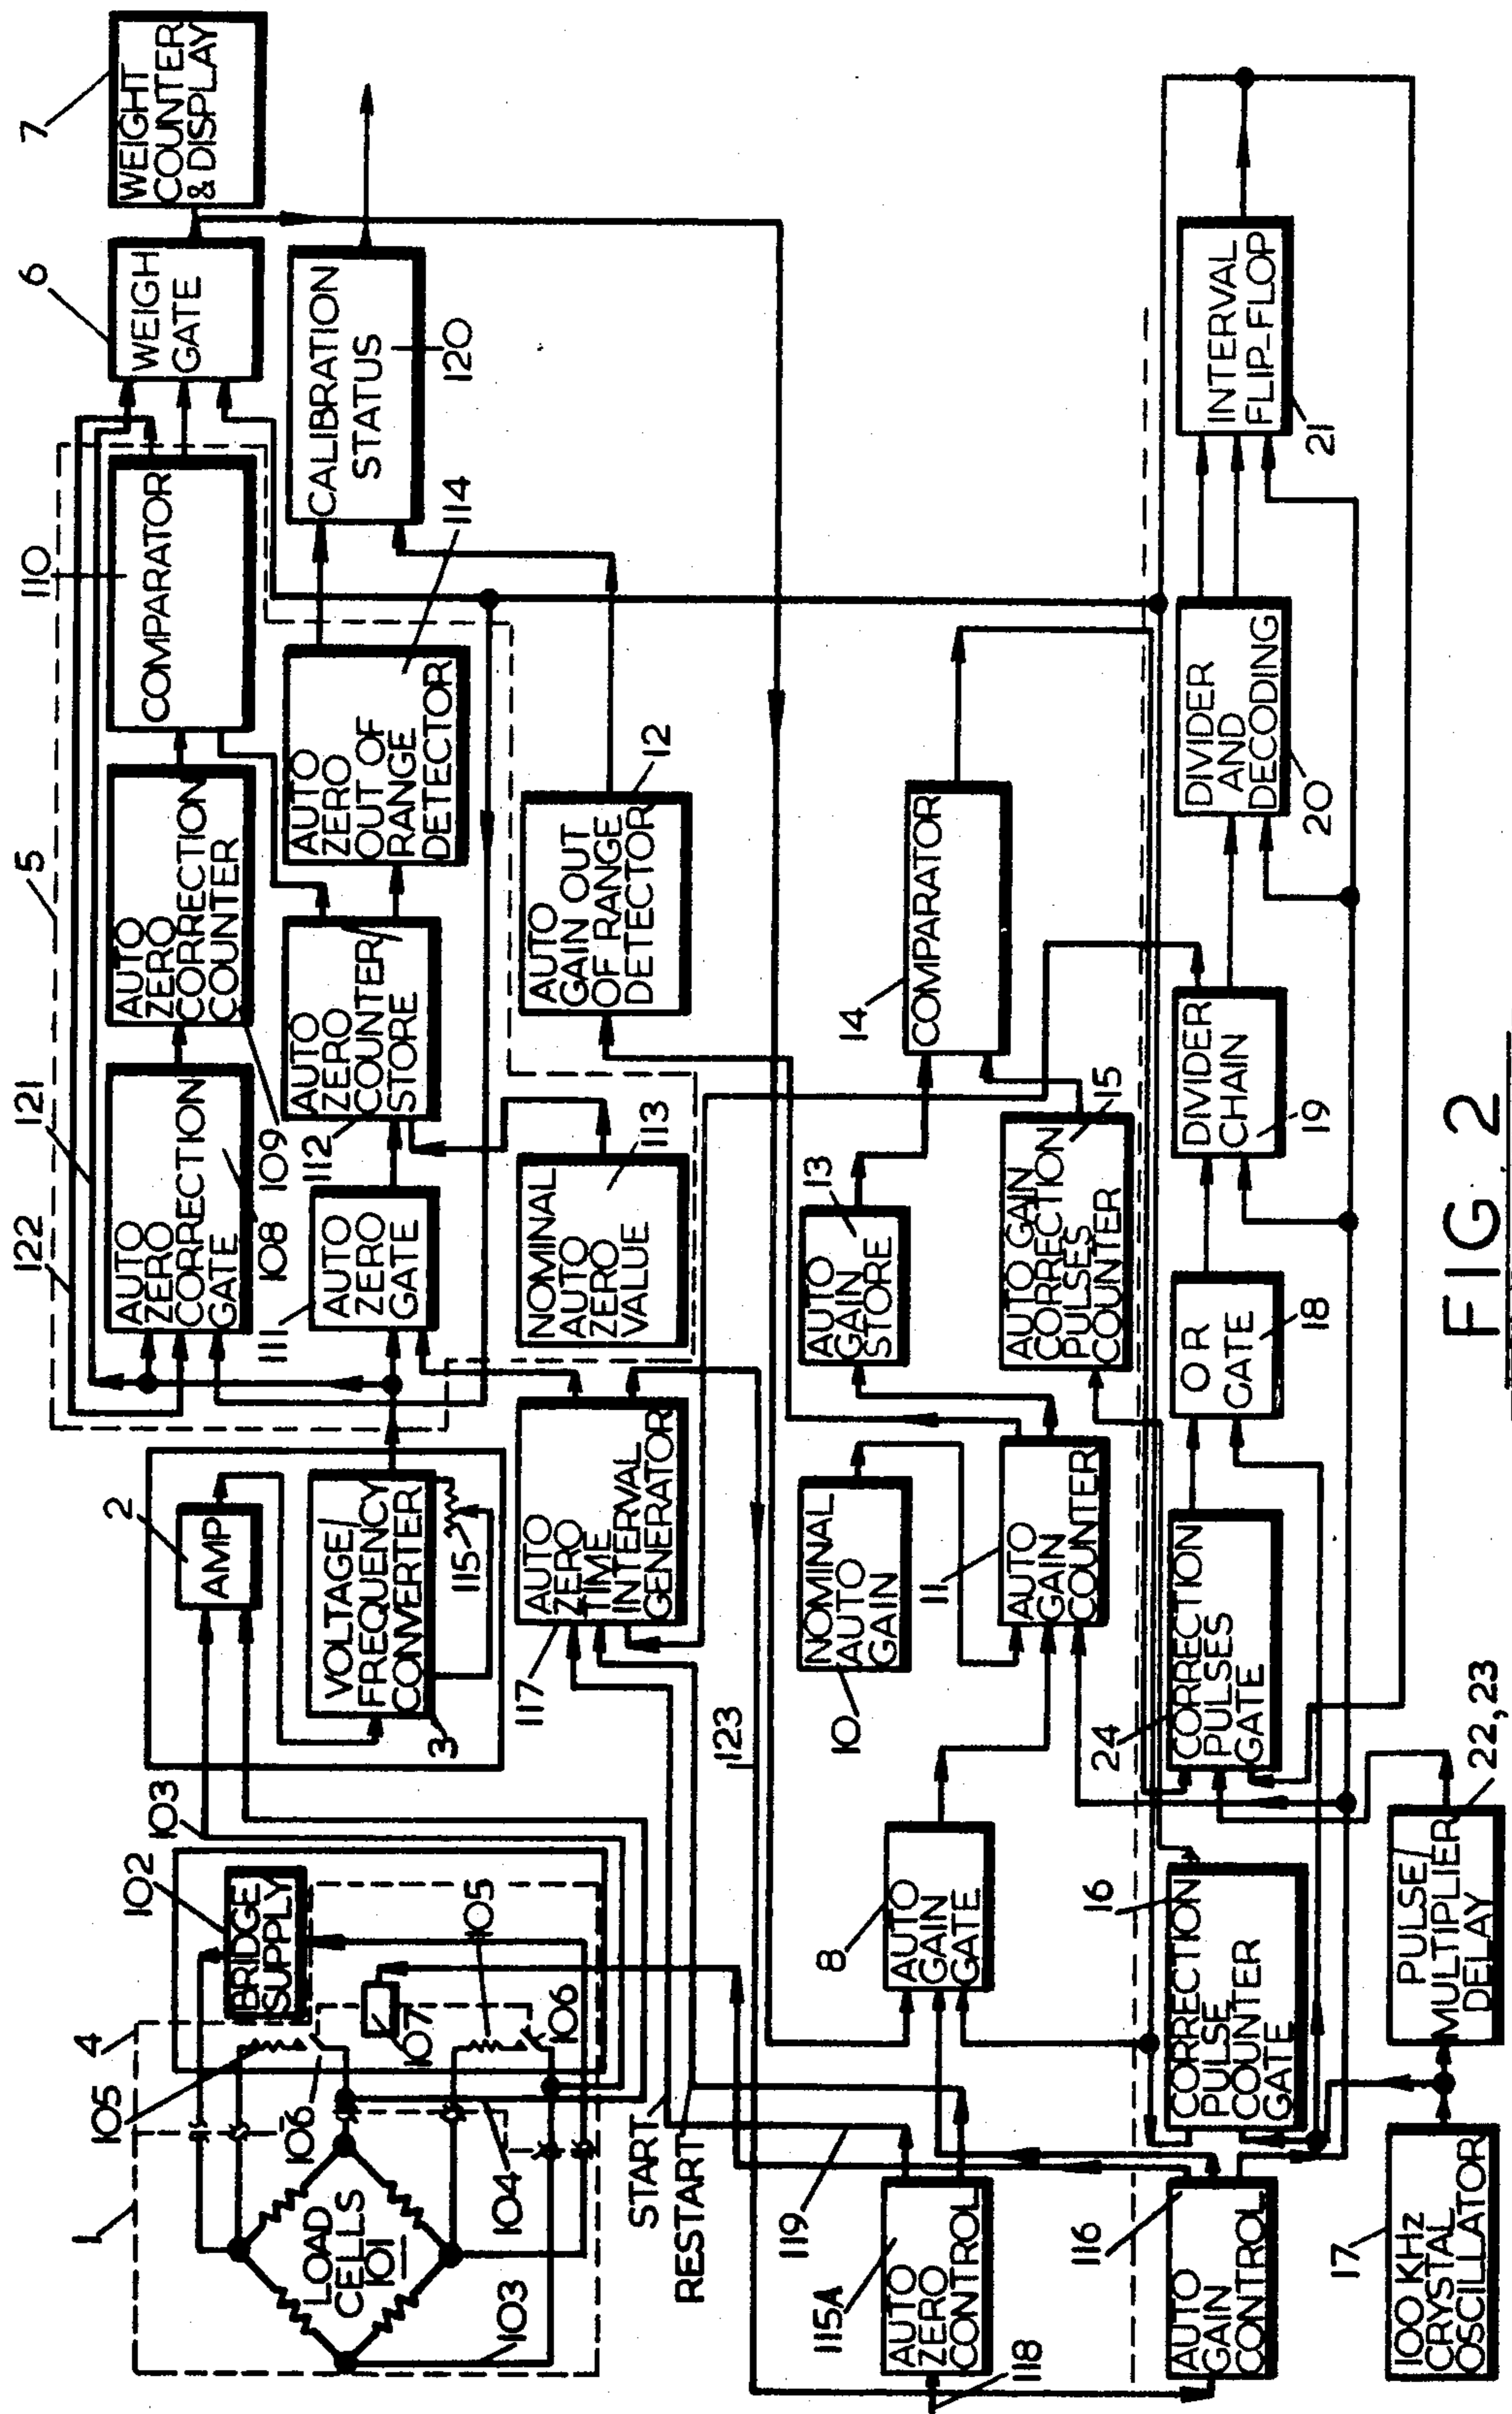 1
105
4
102
103
2
122
121
5
110
6
7
BRIDGE
SUPPLY
AMP
AUTO
ZERO
CORRECTION
GATE
AUTO
ZERO
CORRECTION
COUNTER
COMPARATOR
WEIGH
GATE
WEIGHT
COUNTER
& DISPLAY
LOAD
CELLS
101
106
107
105
106
104
103
VOLTAGE/
FREQUENCY
CONVERTER
3
115
108
109
111
AUTO
ZERO
GATE
112
AUTO
ZERO
COUNTER/
STORE
AUTO
ZERO
OUT OF
RANGE
DETECTOR
114
CALIBRATION
STATUS
120
START
RESTART
117
AUTO
ZERO
TIME
INTERVAL
GENERATOR
NOMINAL
AUTO
ZERO
VALUE
113
AUTO
GAIN OUT
OF RANGE
DETECTOR
12
119
123
115A
AUTO
ZERO
CONTROL
118
8
AUTO
GAIN
GATE
10
NOMINAL
AUTO
GAIN
11
AUTO
GAIN
COUNTER
13
AUTO
GAIN
STORE
AUTO GAIN
CORRECTION
PULSES
COUNTER
15
14
COMPARATOR
116
AUTO
GAIN
CONTROL
16
CORRECTION
PULSE
COUNTER
GATE
24
CORRECTION
PULSES
GATE
OR
GATE
18
DIVIDER
CHAIN
19
DIVIDER
AND
DECODING
20
INTERVAL
FLIP-FLOP
21
17
100 KHz
CRYSTAL
OSCILLATOR
PULSE/
MULTIPLIER
DELAY
22,23
FIG 2